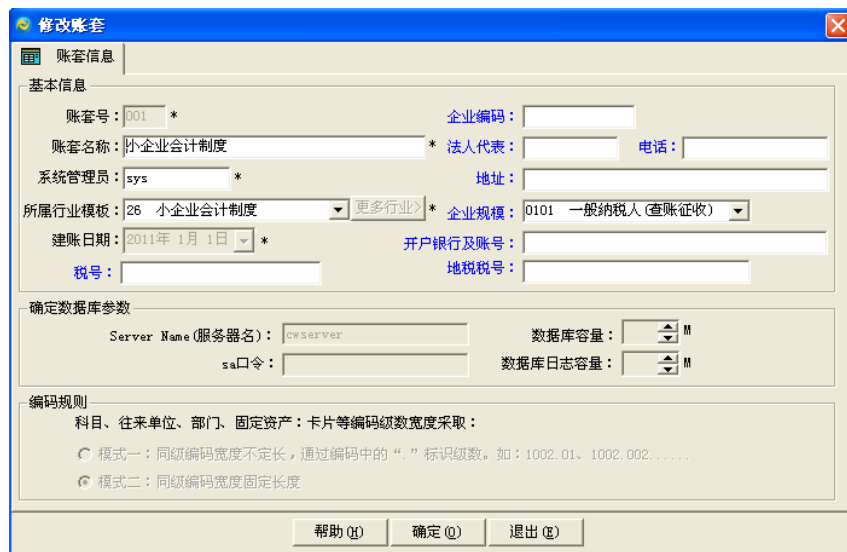 修改账套
账套信息
基本信息
账套号：001 * 企业编码：
账套名称：小企业会计制度 * 法人代表： 电话：
系统管理员：sys * 地址：
所属行业模板：26 小企业会计制度 更多行业> * 企业规模：0101 一般纳税人(查账征收)
建账日期：2011年 1月 1日 * 开户银行及账号：
税号： 地税税号：
确定数据库参数
Server Name(服务器名)：cwserver 数据库容量： M
sa口令： 数据库日志容量： M
编码规则
科目、往来单位、部门、固定资产：卡片等编码级数宽度采取：
模式一：同级编码宽度不定长，通过编码中的“.”标识级数。如：1002.01、1002.002......
模式二：同级编码宽度固定长度
帮助(H) 确定(O) 退出(E)